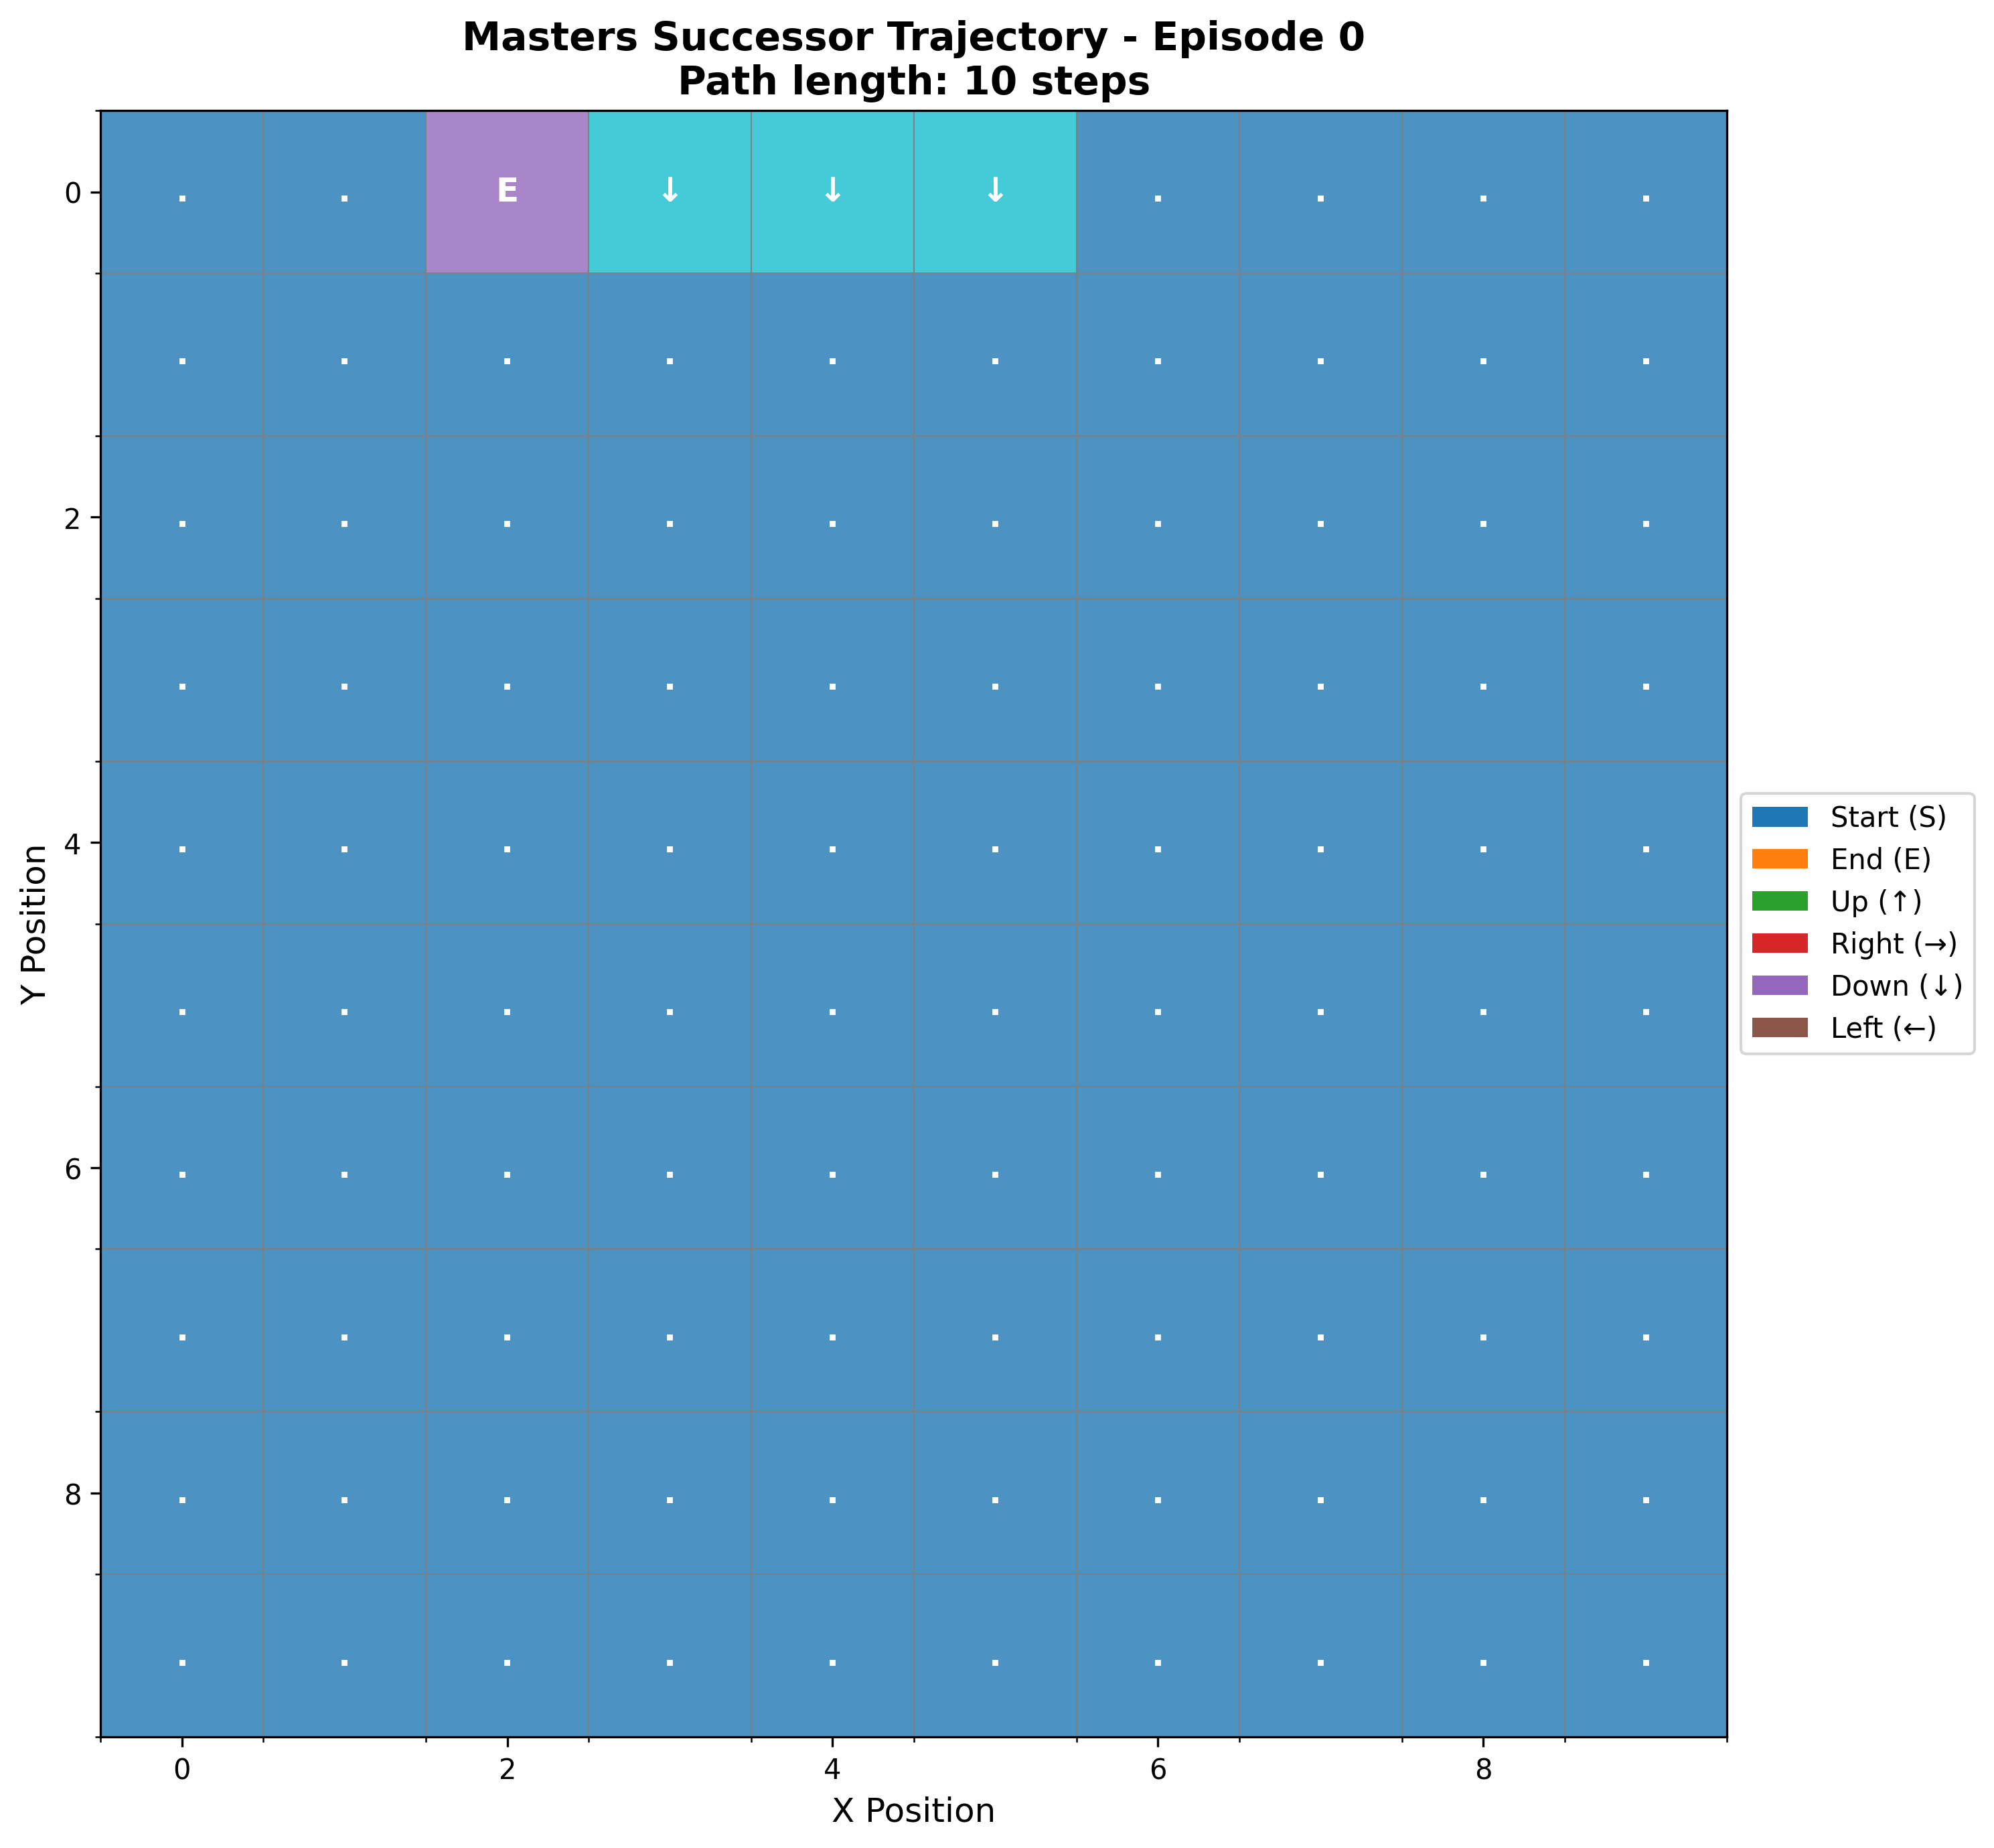 Masters Successor Trajectory - Episode 0
Path length: 10 steps
0 . . E ↓ ↓ ↓ . . . .
. . . . . . . . . .
2 . . . . . . . . . .
. . . . . . . . . .
4 . . . . . . . . . .
. . . . . . . . . .
6 . . . . . . . . . .
. . . . . . . . . .
8 . . . . . . . . . .
. . . . . . . . . .
0 2 4 6 8
X Position
Y Position
Start (S)
End (E)
Up (↑)
Right (→)
Down (↓)
Left (←)